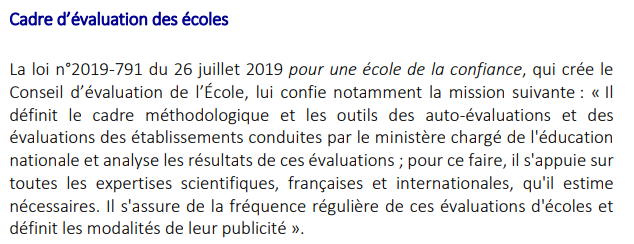 Cadre d’évaluation des écoles
La loi n°2019-791 du 26 juillet 2019 pour une école de la confiance, qui crée le
Conseil d’évaluation de l’École, lui confie notamment la mission suivante : « Il
définit le cadre méthodologique et les outils des auto-évaluations et des
évaluations des établissements conduites par le ministère chargé de l'éducation
nationale et analyse les résultats de ces évaluations ; pour ce faire, il s'appuie sur
toutes les expertises scientifiques, françaises et internationales, qu'il estime
nécessaires. Il s'assure de la fréquence régulière de ces évaluations d'écoles et
définit les modalités de leur publicité ».